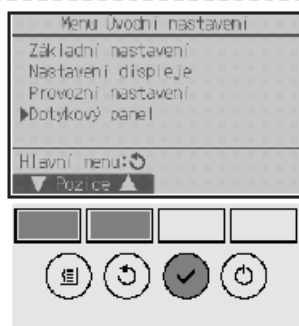 Menu Úvodní nastavení
Základní nastavení
Nastavení displeje
Provozní nastavení
▶Dotykový panel
Hlavní menu:
▼ Pozice ▲